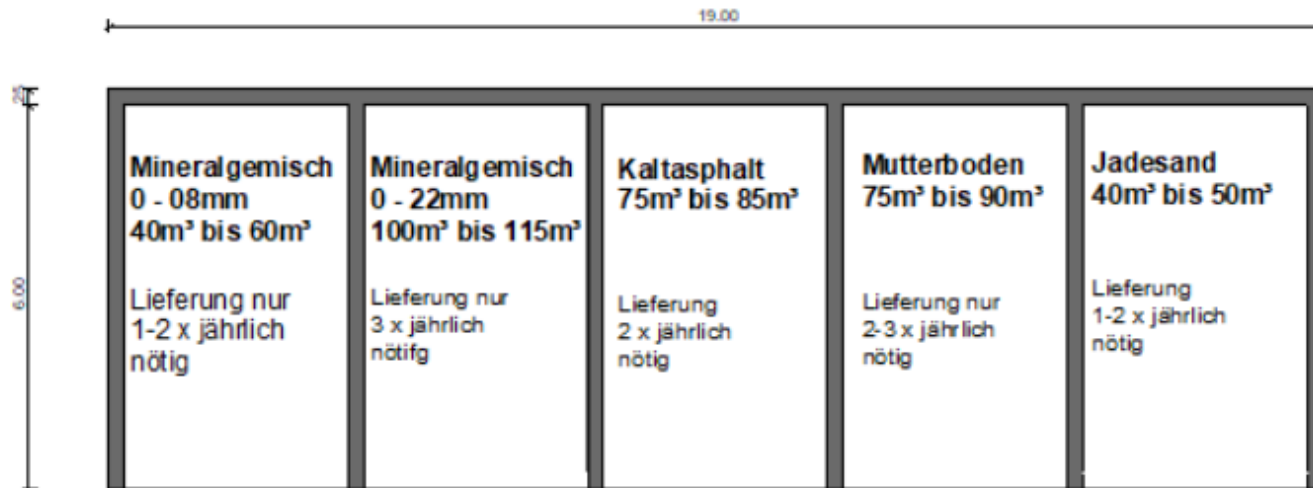 19.00
25
6.00
Mineralgemisch
0 - 08mm
40m³ bis 60m³
Lieferung nur
1-2 x jährlich
nötig
Mineralgemisch
0 - 22mm
100m³ bis 115m³
Lieferung nur
3 x jährlich
nötifg
Kaltasphalt
75m³ bis 85m³
Lieferung
2 x jährlich
nötig
Mutterboden
75m³ bis 90m³
Lieferung nur
2-3 x jährlich
nötig
Jadesand
40m³ bis 50m³
Lieferung
1-2 x jährlich
nötig